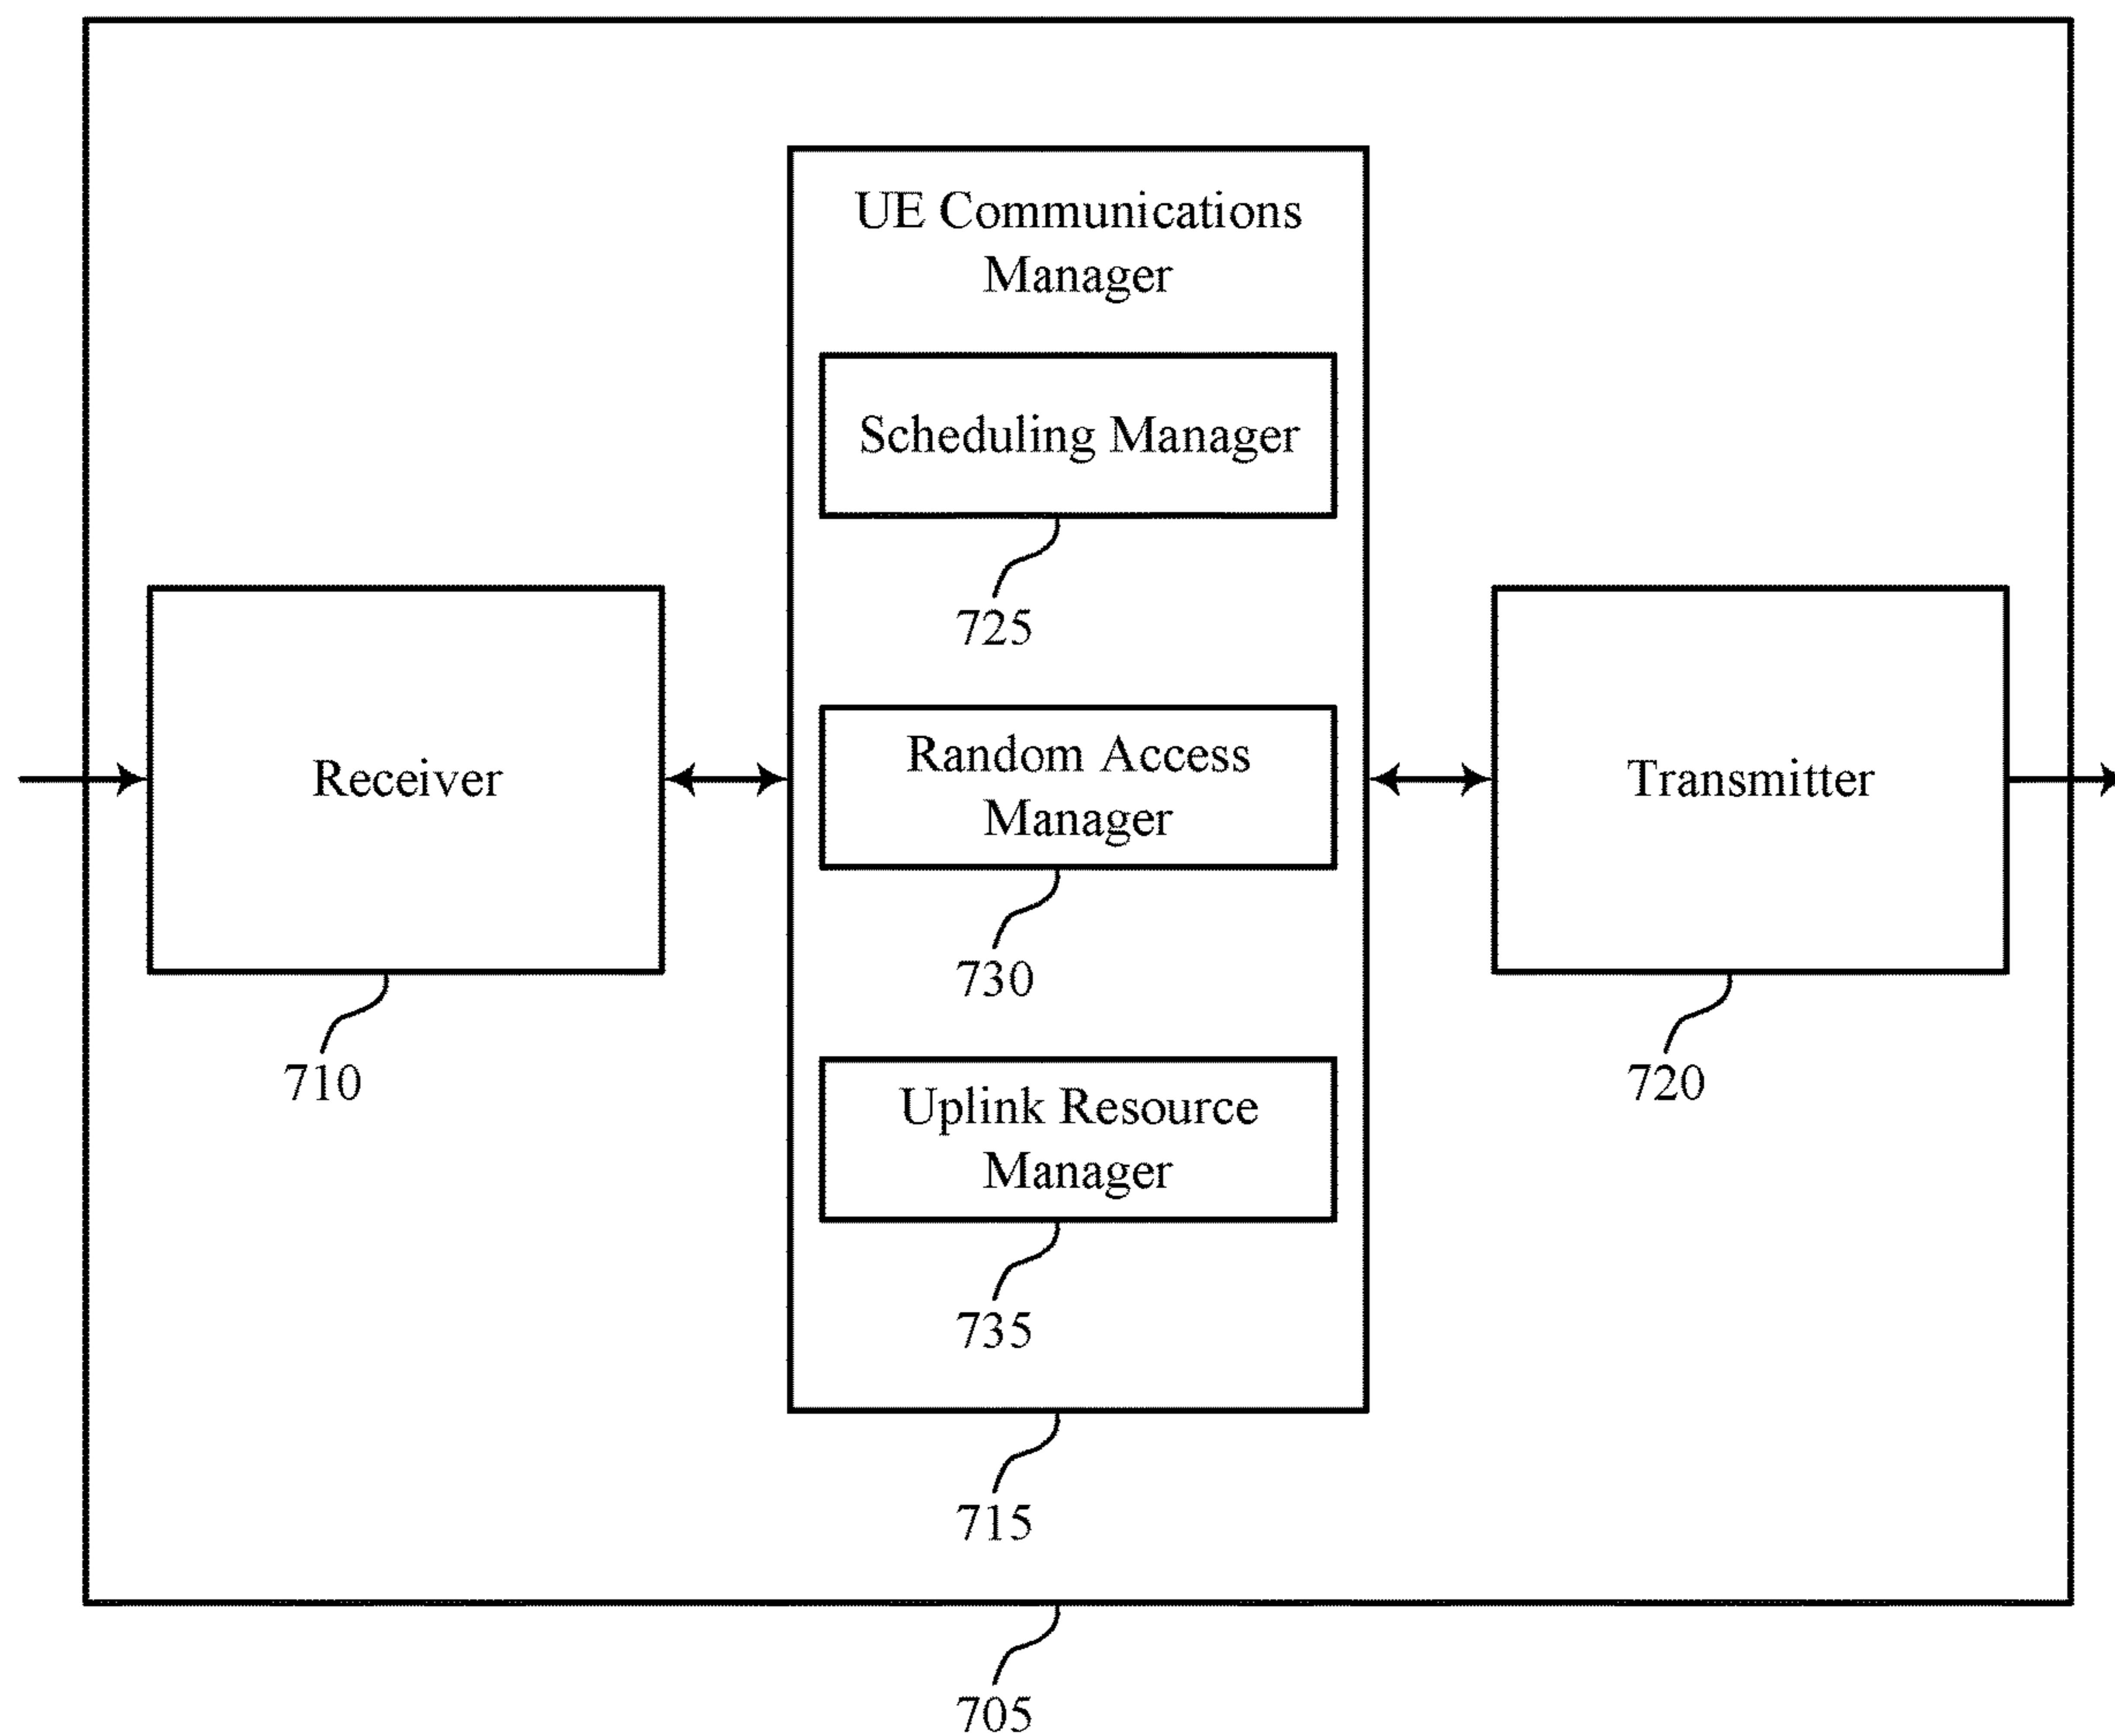 UE Communications
Manager
Scheduling Manager
725
Receiver
710
Random Access
Manager
730
Transmitter
720
Uplink Resource
Manager
735
715
705